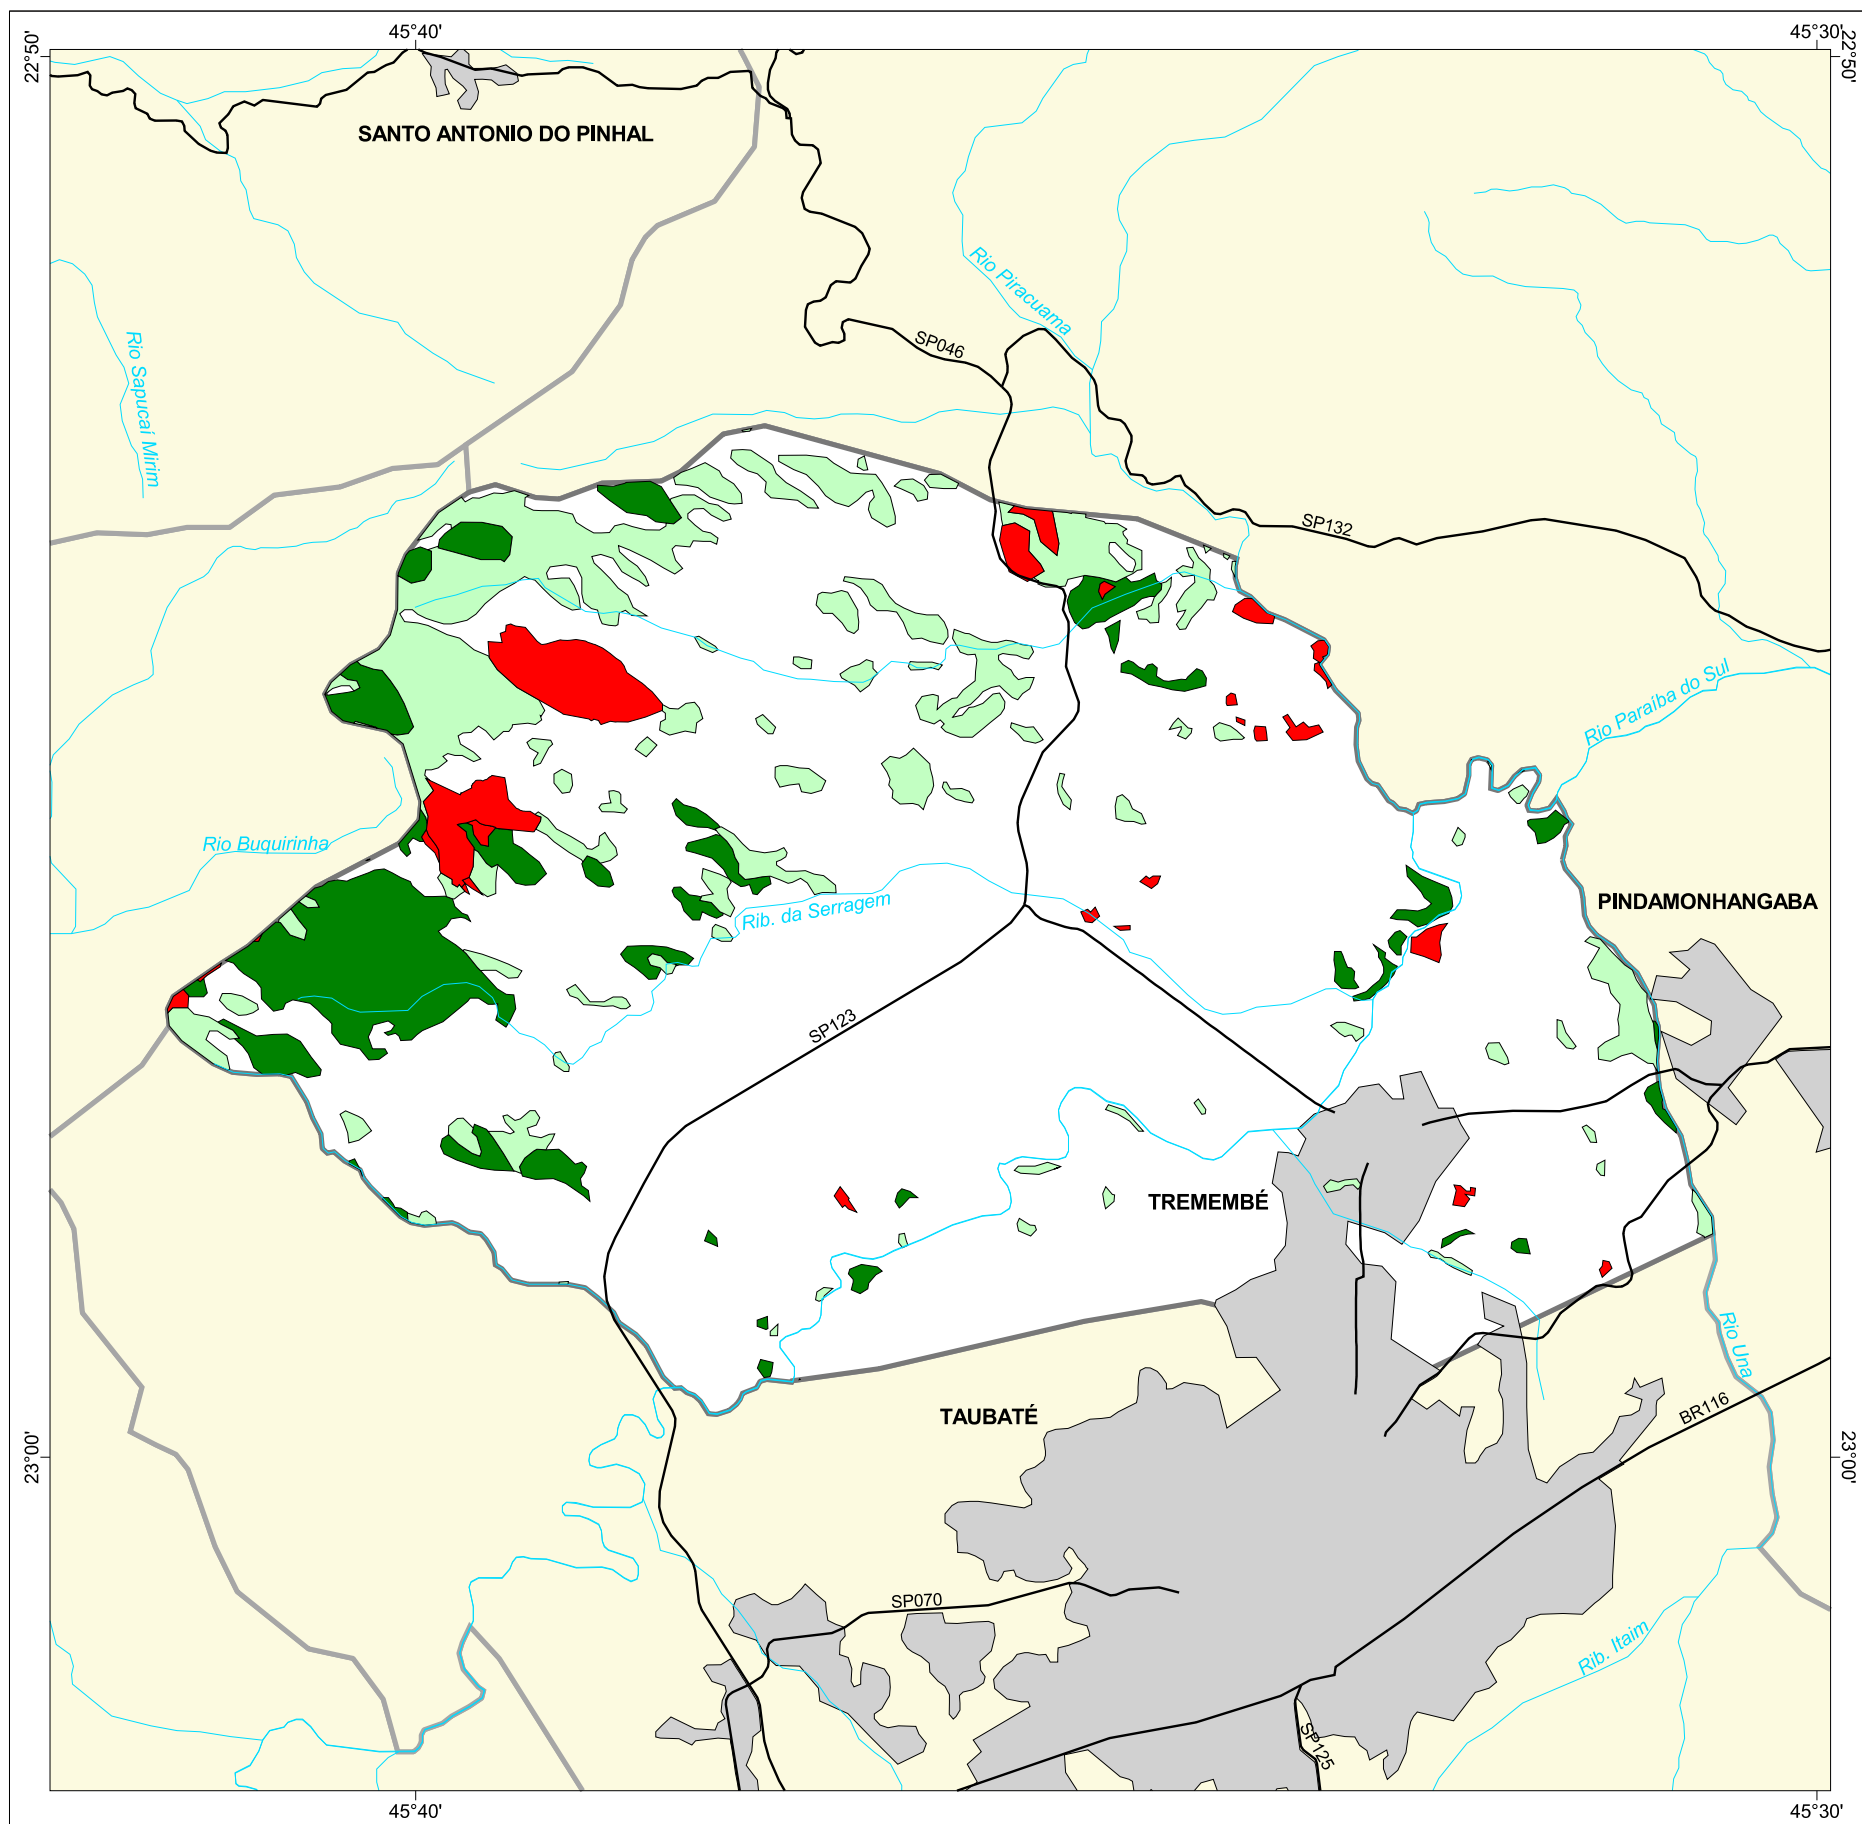 45°40'
45°30'
22°50'
22°50'
SANTO ANTONIO DO PINHAL
Rio Piracuama
SP046
Rio Sapucaí Mirim
SP132
Rio Paraíba do Sul
Rio Buquirinha
PINDAMONHANGABA
Rib. da Serragem
SP123
TREMEMBÉ
Rio Una
TAUBATÉ
BR116
23°00'
23°00'
SP070
Rib. Itaim
SP125
45°40'
45°30'